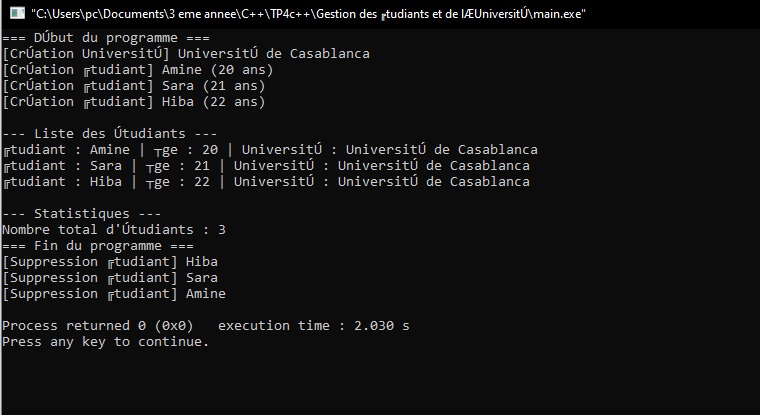 "C:\Users\pc\Documents\3 eme annee\C++\TP4c++\Gestion des ╔tudiants et de lÆUniversitÚ\main.exe"
=== DÚbut du programme ===
[CrÚation UniversitÚ] UniversitÚ de Casablanca
[CrÚation ╔tudiant] Amine (20 ans)
[CrÚation ╔tudiant] Sara (21 ans)
[CrÚation ╔tudiant] Hiba (22 ans)
--- Liste des Útudiants ---
╔tudiant : Amine | ┬ge : 20 | UniversitÚ : UniversitÚ de Casablanca
╔tudiant : Sara | ┬ge : 21 | UniversitÚ : UniversitÚ de Casablanca
╔tudiant : Hiba | ┬ge : 22 | UniversitÚ : UniversitÚ de Casablanca
--- Statistiques ---
Nombre total d'Útudiants : 3
=== Fin du programme ===
[Suppression ╔tudiant] Hiba
[Suppression ╔tudiant] Sara
[Suppression ╔tudiant] Amine
Process returned 0 (0x0)   execution time : 2.030 s
Press any key to continue.